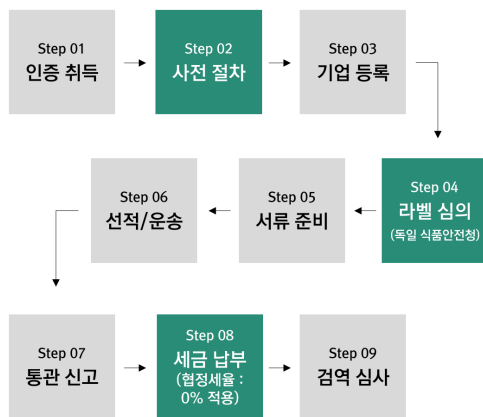 Step 01
인증 취득
Step 02
사전 절차
Step 03
기업 등록
Step 04
라벨 심의
(독일 식품안전청)
Step 05
서류 준비
Step 06
선적/운송
Step 07
통관 신고
Step 08
세금 납부
(협정세율 :
0% 적용)
Step 09
검역 심사